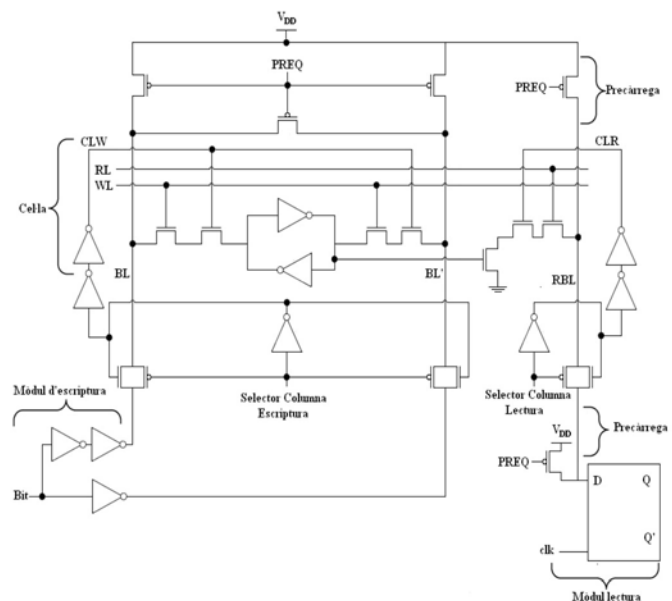 VDD
PREQ
PREQ
Precàrrega
CLW
CLR
RL
WL
Cel·la
BL
BL'
RBL
Selector Columna
Escriptura
Selector Columna
Lectura
Mòdul d'escriptura
Bit
VDD
PREQ
Precàrrega
D
Q
Q'
clk
Mòdul lectura